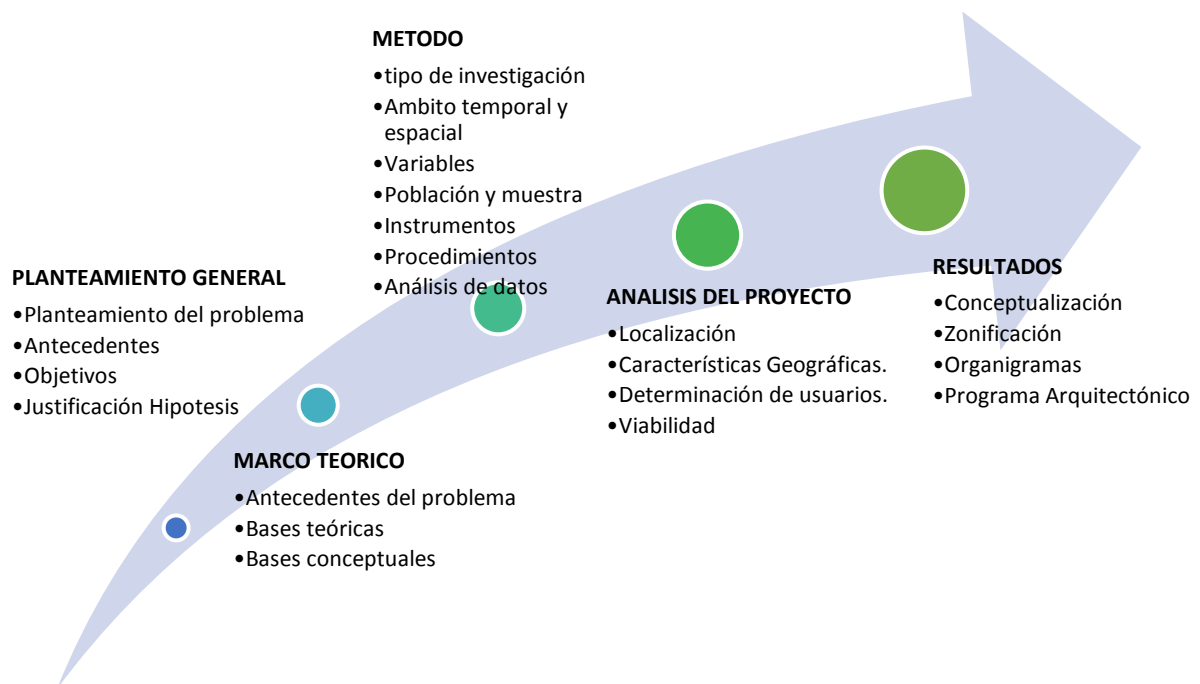 PLANTEAMIENTO GENERAL
•Planteamiento del problema
•Antecedentes
•Objetivos
•Justificación Hipotesis
MARCO TEORICO
•Antecedentes del problema
•Bases teóricas
•Bases conceptuales
METODO
•tipo de investigación
•Ambito temporal y
espacial
•Variables
•Población y muestra
•Instrumentos
•Procedimientos
•Análisis de datos
ANALISIS DEL PROYECTO
•Localización
•Características Geográficas.
•Determinación de usuarios.
•Viabilidad
RESULTADOS
•Conceptualización
•Zonificación
•Organigramas
•Programa Arquitectónico